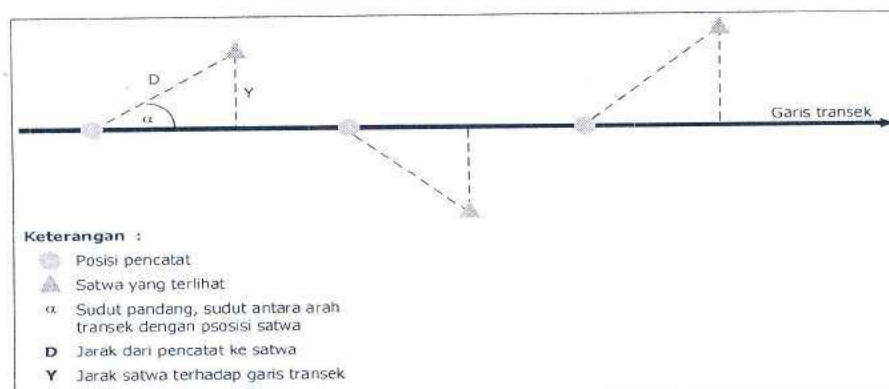 D
Y
α
Garis transek
Keterangan :
Posisi pencatat
Satwa yang terlihat
α Sudut pandang, sudut antara arah
transek dengan psosisi satwa
D Jarak dari pencatat ke satwa
Y Jarak satwa terhadap garis transek